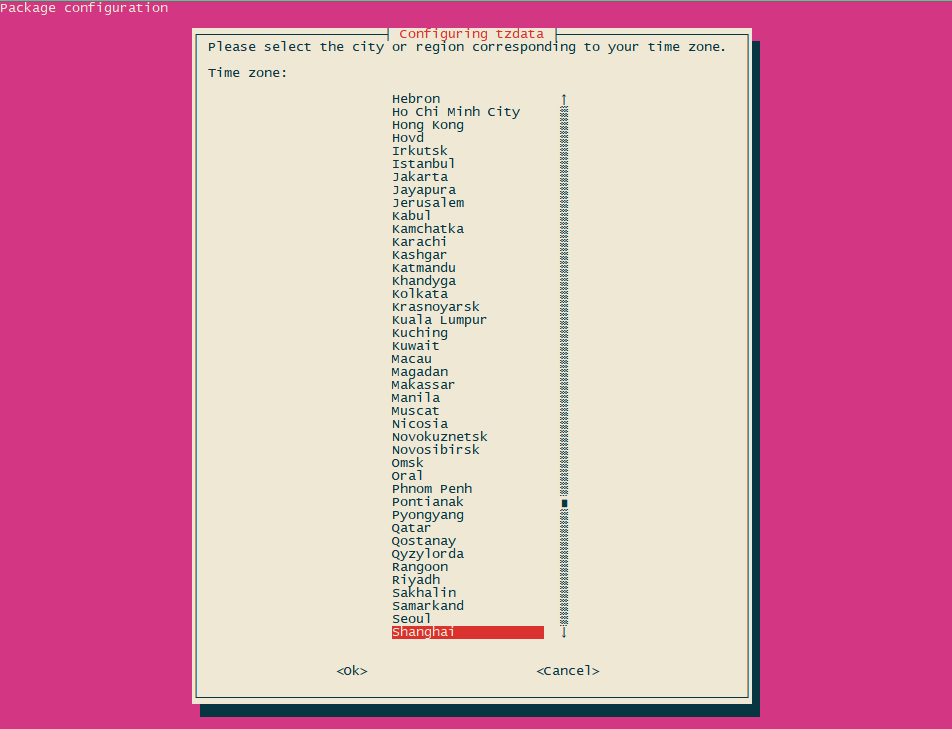 Package configuration
Configuring tzdata
Please select the city or region corresponding to your time zone.
Time zone:
Hebron
Ho Chi Minh City
Hong Kong
Hovd
Irkutsk
Istanbul
Jakarta
Jayapura
Jerusalem
Kabul
Kamchatka
Karachi
Kashgar
Katmandu
Khandyga
Kolkata
Krasnoyarsk
Kuala Lumpur
Kuching
Kuwait
Macau
Magadan
Makassar
Manila
Muscat
Nicosia
Novokuznetsk
Novosibirsk
Omsk
Oral
Phnom Penh
Pontianak
Pyongyang
Qatar
Qostanay
Qyzylorda
Rangoon
Riyadh
Sakhalin
Samarkand
Seoul
Shanghai
<Ok> <Cancel>